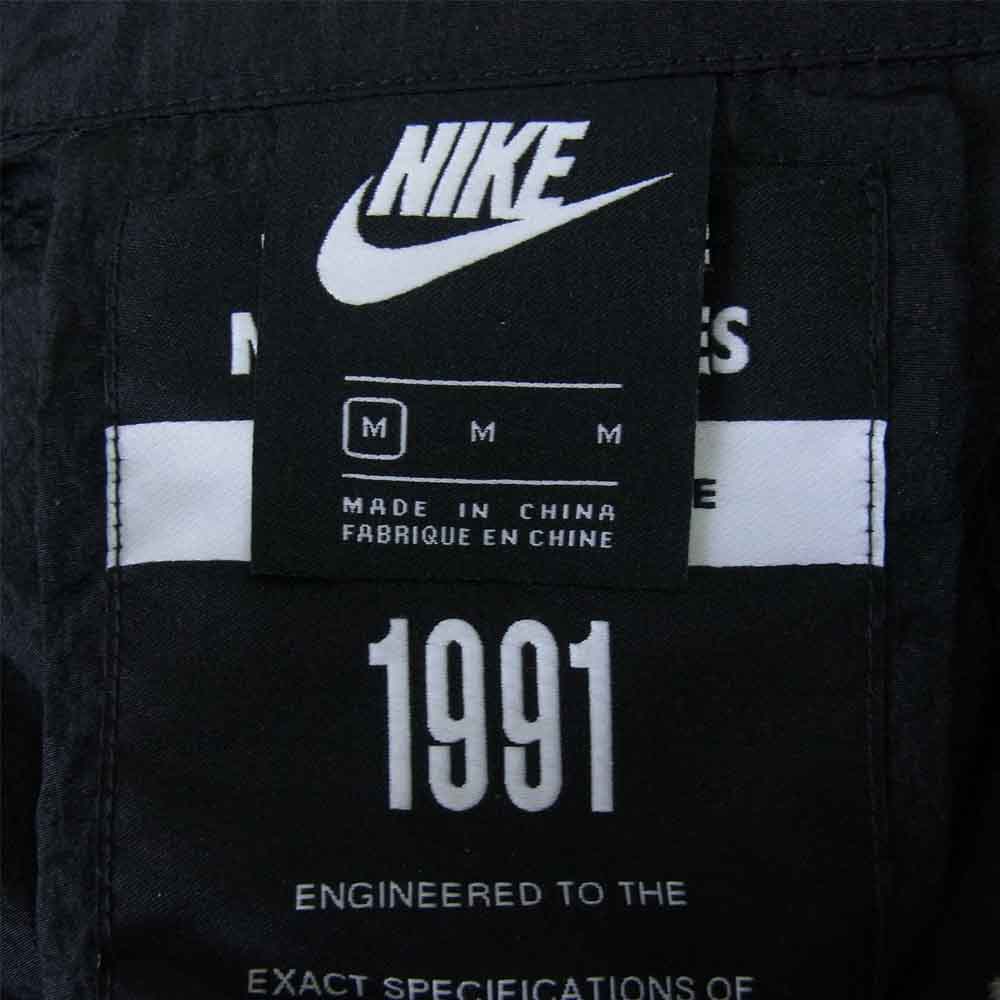 NIKE
M M M
MADE IN CHINA
FABRIQUE EN CHINE
1991
ENGINEERED TO THE
EXACT SPECIFICATIONS OF